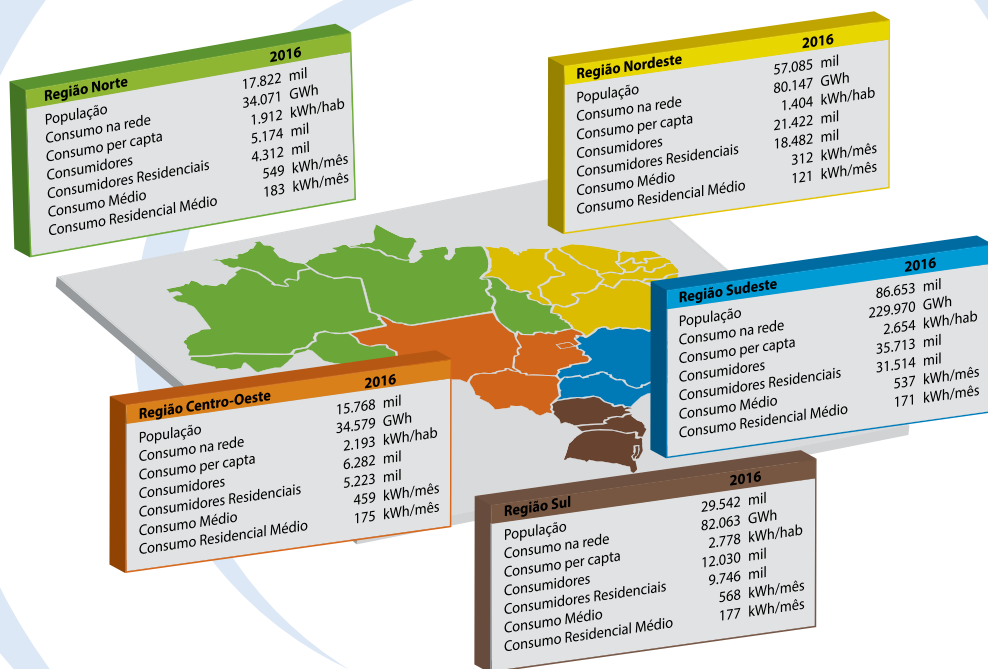 Região Norte 2016
População 17.822 mil
Consumo na rede 34.071 GWh
Consumo per capta 1.912 kWh/hab
Consumidores 5.174 mil
Consumidores Residenciais 4.312 mil
Consumo Médio 549 kWh/mês
Consumo Residencial Médio 183 kWh/mês
Região Nordeste 2016
População 57.085 mil
Consumo na rede 80.147 GWh
Consumo per capta 1.404 kWh/hab
Consumidores 21.422 mil
Consumidores Residenciais 18.482 mil
Consumo Médio 312 kWh/mês
Consumo Residencial Médio 121 kWh/mês
Região Sudeste 2016
População 86.653 mil
Consumo na rede 229.970 GWh
Consumo per capta 2.654 kWh/hab
Consumidores 35.713 mil
Consumidores Residenciais 31.514 mil
Consumo Médio 537 kWh/mês
Consumo Residencial Médio 171 kWh/mês
Região Centro-Oeste 2016
População 15.768 mil
Consumo na rede 34.579 GWh
Consumo per capta 2.193 kWh/hab
Consumidores 6.282 mil
Consumidores Residenciais 5.223 mil
Consumo Médio 459 kWh/mês
Consumo Residencial Médio 175 kWh/mês
Região Sul 2016
População 29.542 mil
Consumo na rede 82.063 GWh
Consumo per capta 2.778 kWh/hab
Consumidores 12.030 mil
Consumidores Residenciais 9.746 mil
Consumo Médio 568 kWh/mês
Consumo Residencial Médio 177 kWh/mês